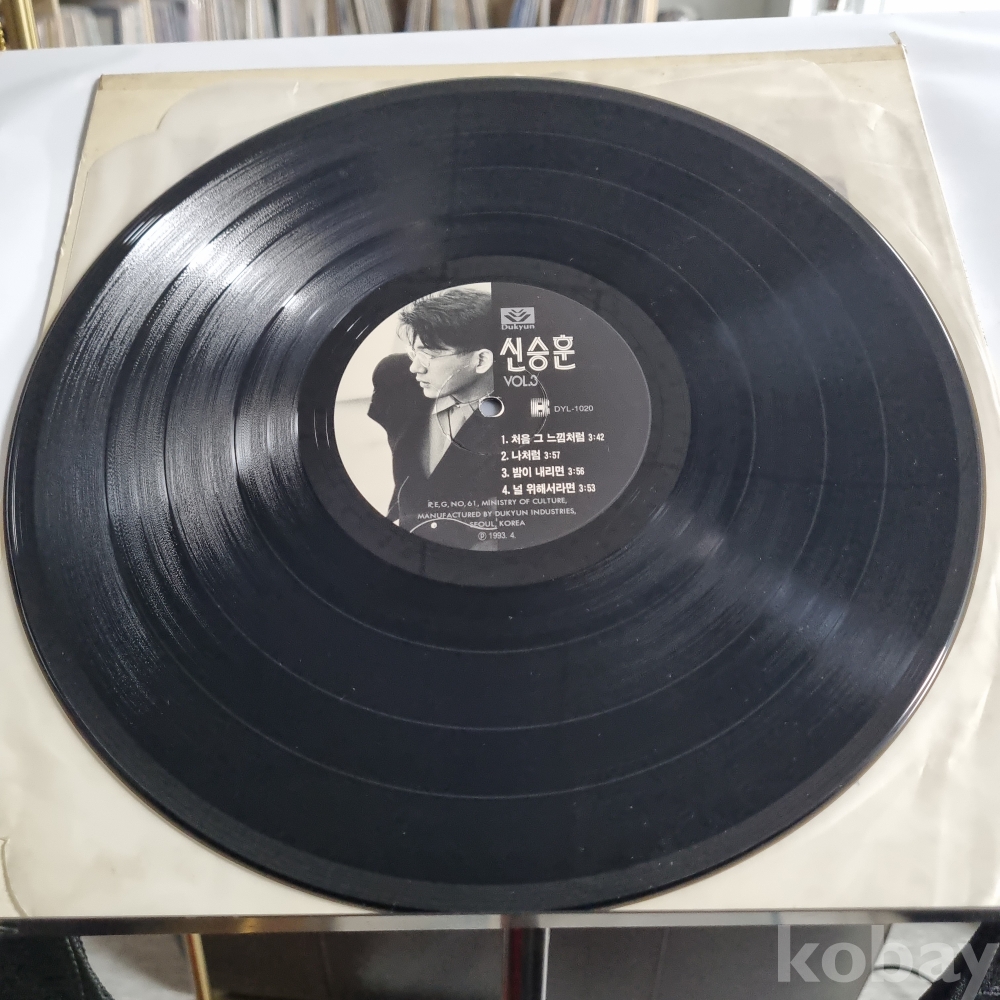 Dukyun
신승훈
VOL.3
DYL-1020
1. 처음 그 느낌처럼 3:42
2. 나처럼 3:57
3. 밤이 내리면 3:56
4. 널 위해서라면 3:53
R.E.G, NO, 61, MINISTRY OF CULTURE,
MANUFACTURED BY DUKYUN INDUSTRIES,
SEOUL, KOREA
℗ 1993. 4.
kobay